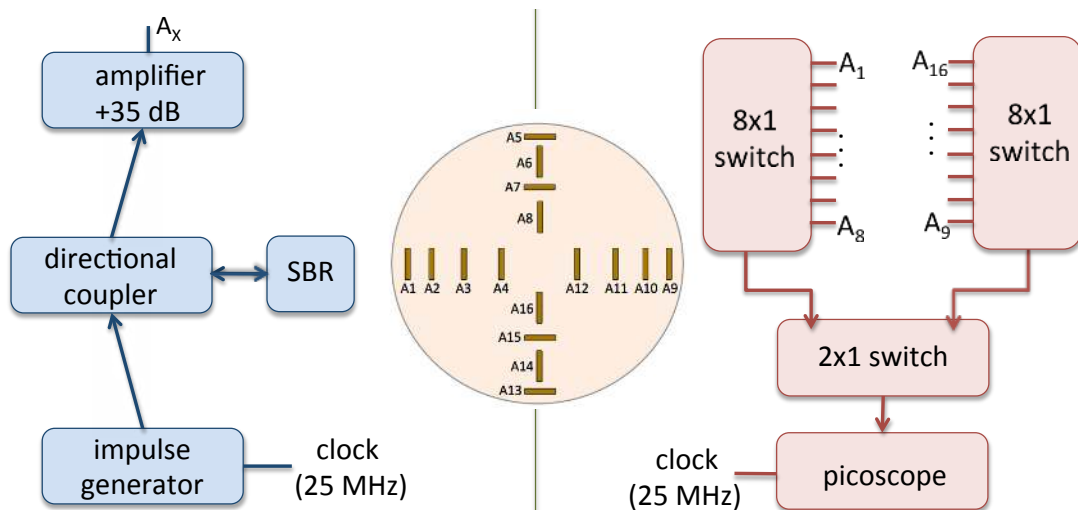 Aₓ
amplifier
+35 dB
directional
coupler
SBR
impulse
generator
clock
(25 MHz)
A5
A6
A7
A8
A1 A2 A3 A4 A12 A11 A10 A9
A16
A15
A14
A13
8x1
switch
A₁
⋮
A₈
A₁₆
⋮
A₉
8x1
switch
2x1 switch
clock
(25 MHz)
picoscope